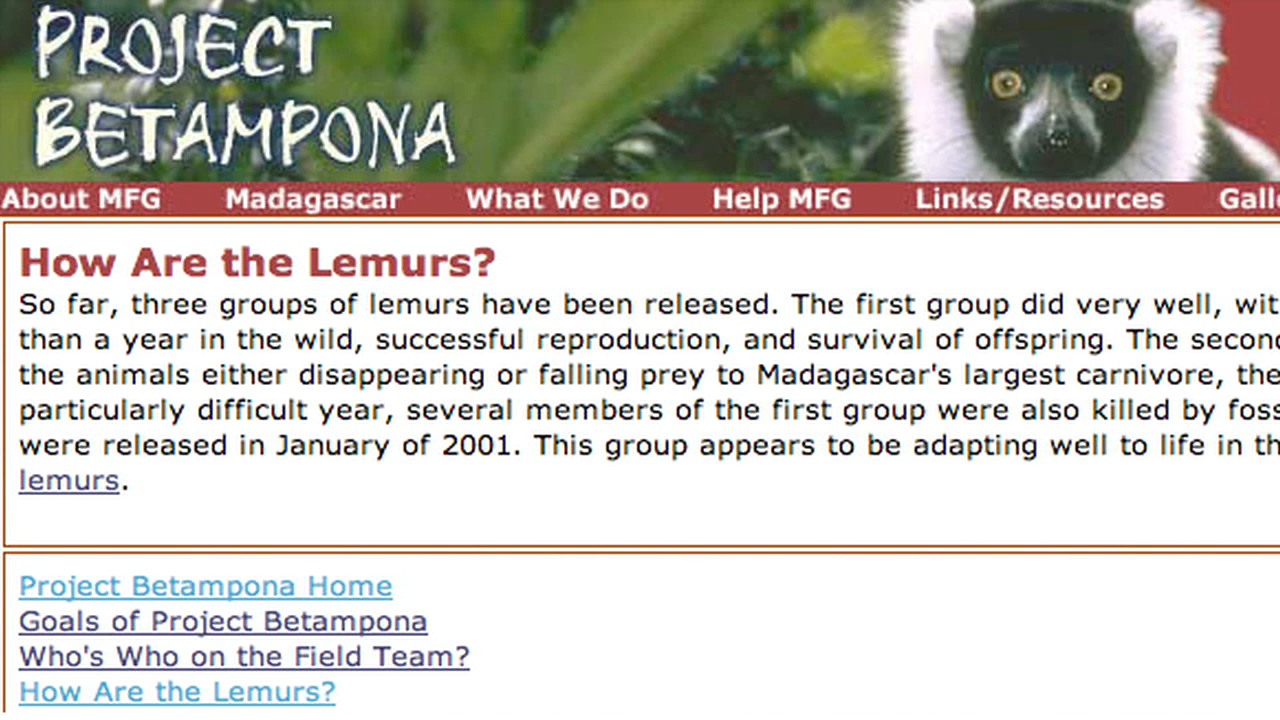 PROJECT
BETAMPONA
About MFG Madagascar What We Do Help MFG Links/Resources
How Are the Lemurs?
So far, three groups of lemurs have been released. The first group did very well,
than a year in the wild, successful reproduction, and survival of offspring. The
the animals either disappearing or falling prey to Madagascar's largest carnivore, the
particularly difficult year, several members of the first group were also killed by
were released in January of 2001. This group appears to be adapting well to life in
lemurs.
Project Betampona Home
Goals of Project Betampona
Who's Who on the Field Team?
How Are the Lemurs?